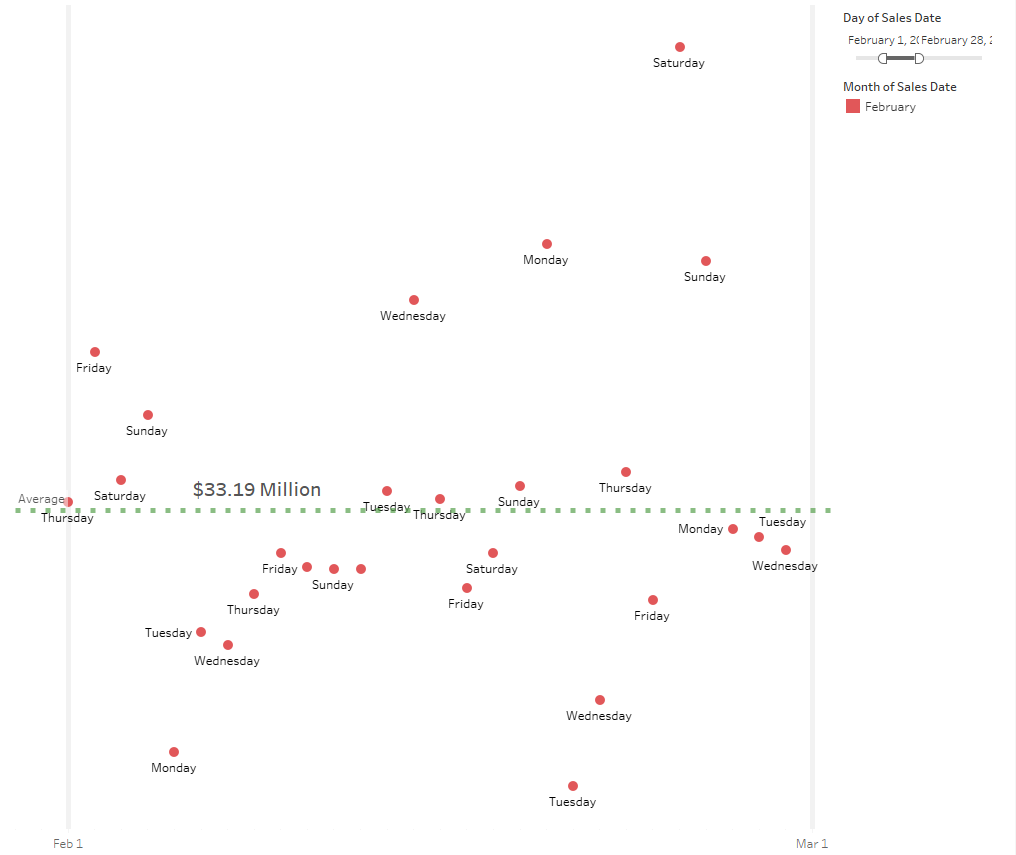 Day of Sales Date
February 1, 2(
February 28, 2
Month of Sales Date
February
Saturday
Monday
Sunday
Wednesday
Friday
Sunday
Thursday
Saturday
Sunday
$33.19 Million
Average
Tuesday
Thursday
Thursday
Monday
Tuesday
Friday
Saturday
Wednesday
Sunday
Friday
Thursday
Friday
Tuesday
Wednesday
Wednesday
Monday
Tuesday
Feb 1
Mar 1